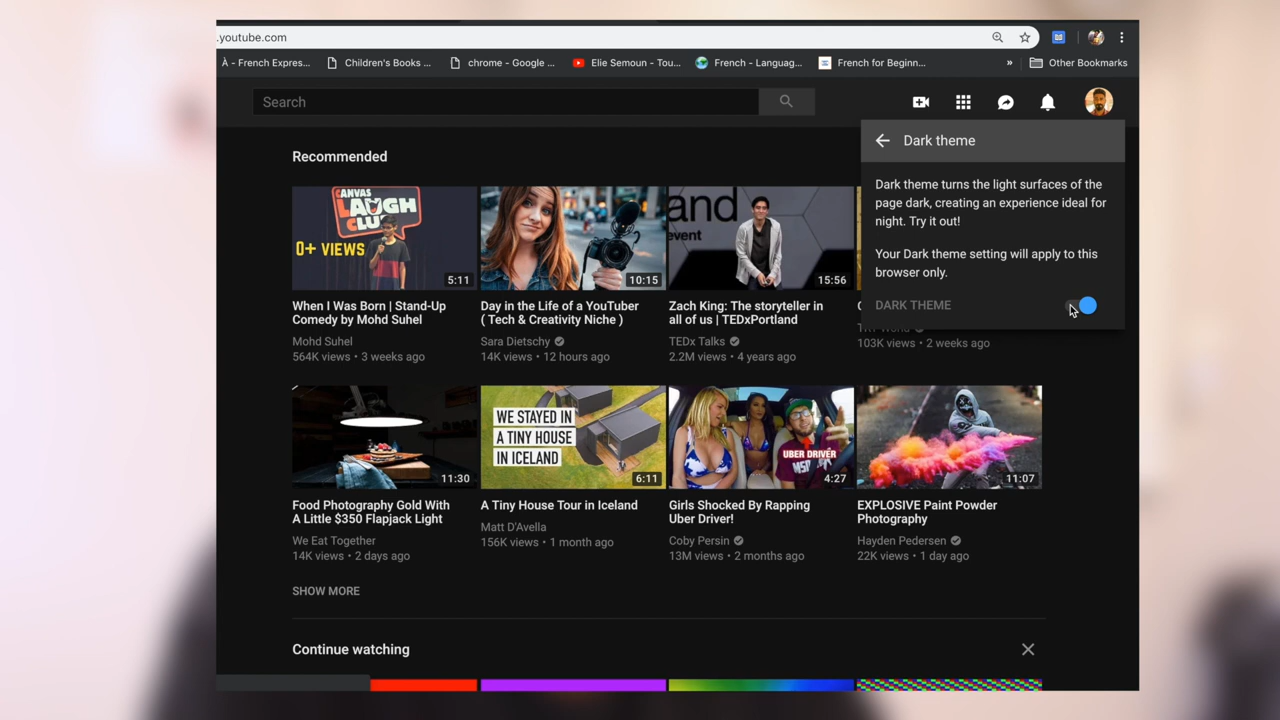 .youtube.com
À - French Expres...
Children's Books ...
chrome - Google ...
Elie Semoun - Tou...
French - Languag...
French for Beginn...
»
Other Bookmarks
Search
Dark theme
Dark theme turns the light surfaces of the
page dark, creating an experience ideal for
night. Try it out!
Your Dark theme setting will apply to this
browser only.
DARK THEME
Recommended
CANVAS
LAUGH
CLUB
0+ VIEWS
5:11
10:15
and
event
15:56
When I Was Born | Stand-Up
Comedy by Mohd Suhel
Mohd Suhel
564K views • 3 weeks ago
Day in the Life of a YouTuber
( Tech & Creativity Niche )
Sara Dietschy
14K views • 12 hours ago
Zach King: The storyteller in
all of us | TEDxPortland
TEDx Talks
2.2M views • 4 years ago
103K views • 2 weeks ago
11:30
WE STAYED IN
A TINY HOUSE
IN ICELAND
6:11
UBER DRIVER
4:27
11:07
Food Photography Gold With
A Little $350 Flapjack Light
We Eat Together
14K views • 2 days ago
A Tiny House Tour in Iceland
Matt D'Avella
156K views • 1 month ago
Girls Shocked By Rapping
Uber Driver!
Coby Persin
13M views • 2 months ago
EXPLOSIVE Paint Powder
Photography
Hayden Pedersen
22K views • 1 day ago
SHOW MORE
Continue watching